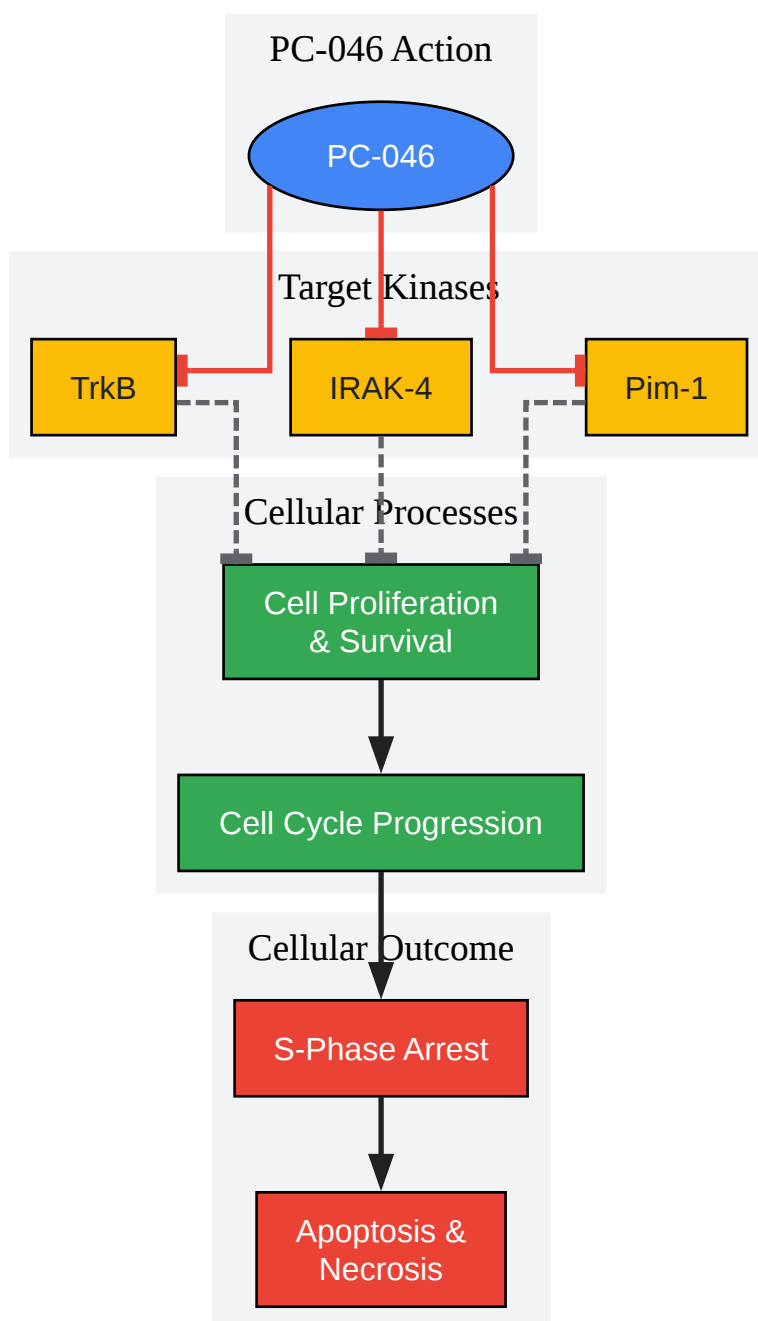 PC-046 Action
PC-046
Target Kinases
TrkB
IRAK-4
Pim-1
Cellular Processes
Cell Proliferation
& Survival
Cell Cycle Progression
Cellular Outcome
S-Phase Arrest
Apoptosis &
Necrosis